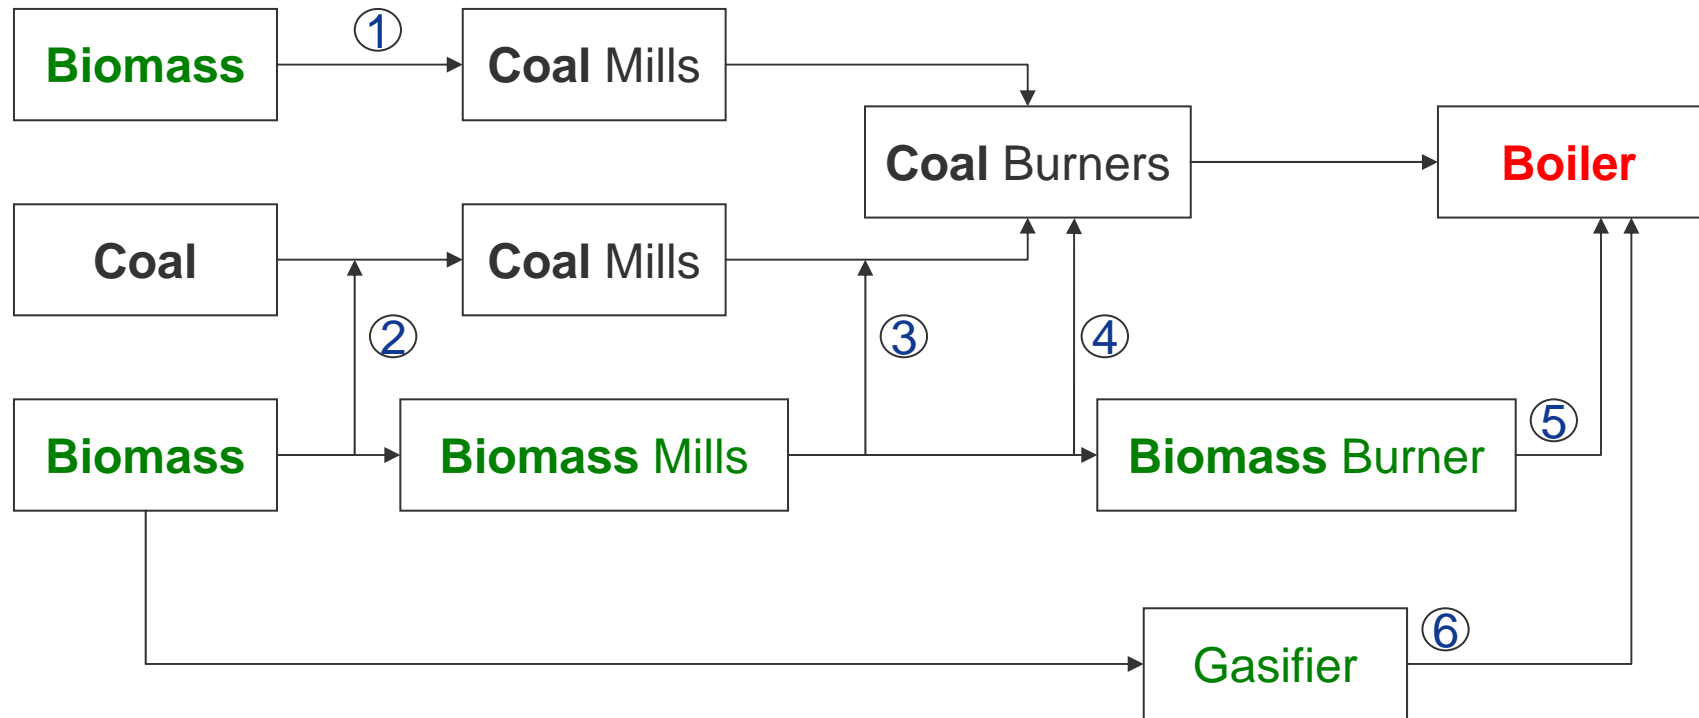 1
Biomass
Coal Mills
Coal Burners
Boiler
Coal
Coal Mills
2
3
4
Biomass
Biomass Mills
Biomass Burner
5
Gasifier
6